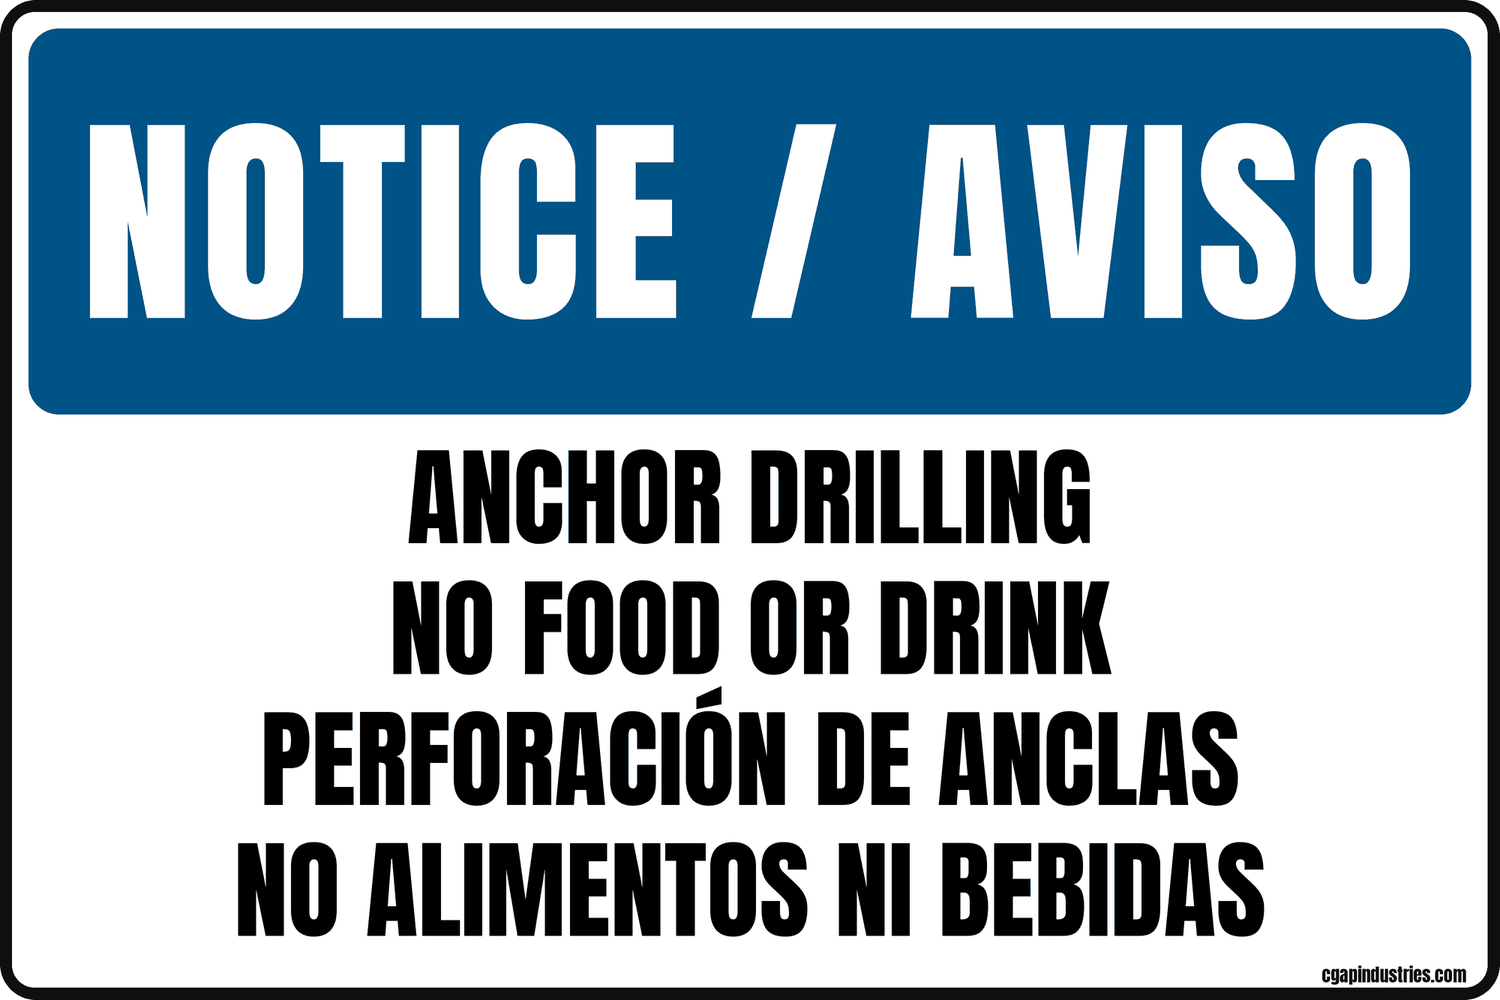 NOTICE / AVISO
ANCHOR DRILLING
NO FOOD OR DRINK
PERFORACIÓN DE ANCLAS
NO ALIMENTOS NI BEBIDAS
cgapindustries.com